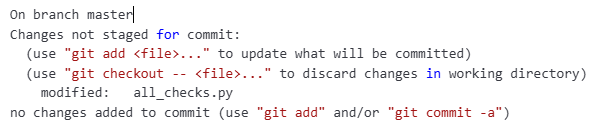 On branch master
Changes not staged for commit:
  (use "git add <file>..." to update what will be committed)
  (use "git checkout -- <file>..." to discard changes in working directory)
    modified:   all_checks.py
no changes added to commit (use "git add" and/or "git commit -a")